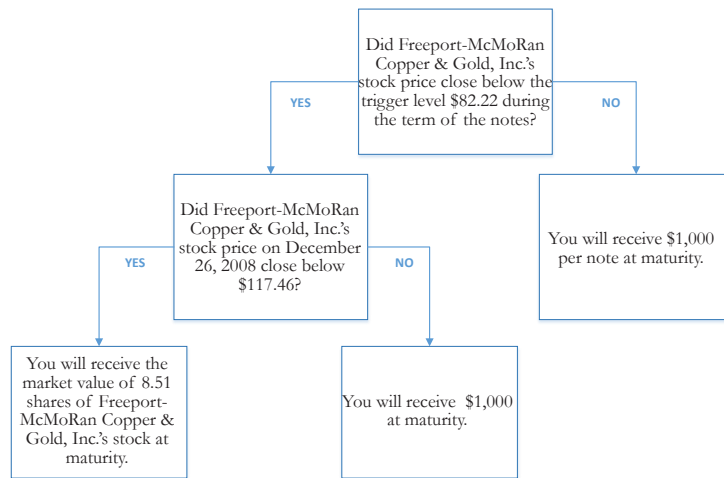 Did Freeport-McMoRan
Copper & Gold, Inc.'s
stock price close below the
trigger level $82.22 during
the term of the notes?
YES
NO
Did Freeport-McMoRan
Copper & Gold, Inc.'s
stock price on December
26, 2008 close below
$117.46?
You will receive $1,000
per note at maturity.
YES
NO
You will receive the
market value of 8.51
shares of Freeport-
McMoRan Copper &
Gold, Inc.'s stock at
maturity.
You will receive $1,000
at maturity.